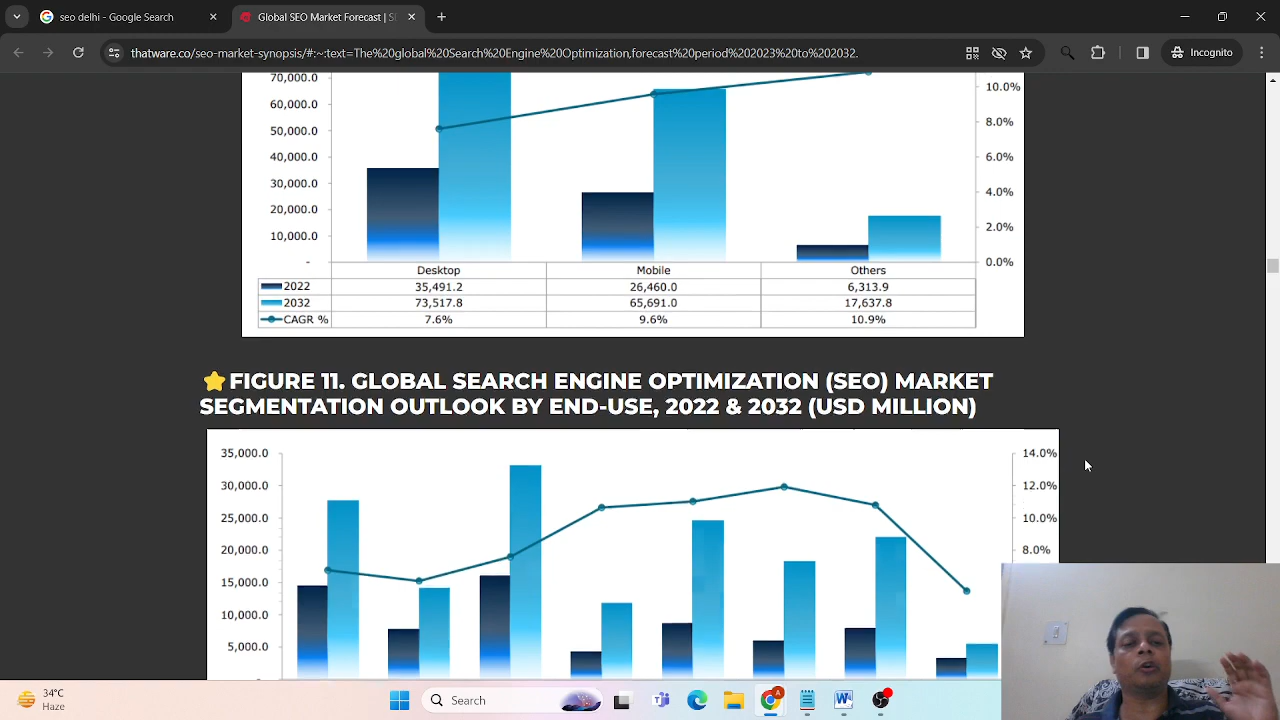 seo delhi - Google Search
Global SEO Market Forecast | SE
thatware.co/seo-market-synopsis/#:~:text=The%20global%20Search%20Engine%20Optimization,forecast%20period%202023%20to%202032.
Incognito
70,000.0
60,000.0
50,000.0
40,000.0
30,000.0
20,000.0
10,000.0
-
10.0%
8.0%
6.0%
4.0%
2.0%
0.0%
Desktop Mobile Others
2022 35,491.2 26,460.0 6,313.9
2032 73,517.8 65,691.0 17,637.8
CAGR % 7.6% 9.6% 10.9%
FIGURE 11. GLOBAL SEARCH ENGINE OPTIMIZATION (SEO) MARKET
SEGMENTATION OUTLOOK BY END-USE, 2022 & 2032 (USD MILLION)
35,000.0
30,000.0
25,000.0
20,000.0
15,000.0
10,000.0
5,000.0
14.0%
12.0%
10.0%
8.0%
34°C
Haze
Search